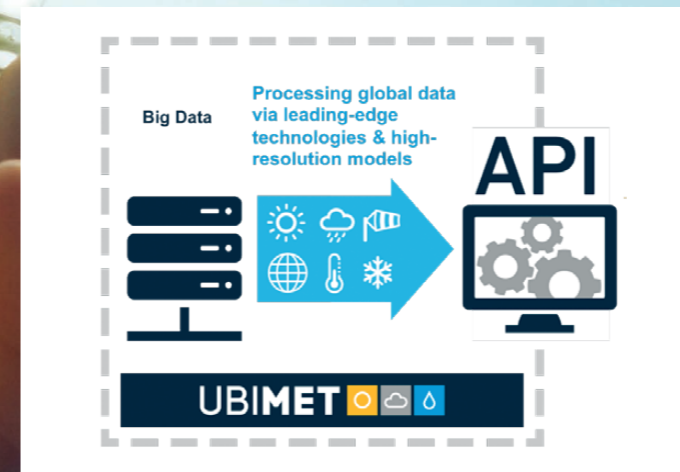 Big Data
Processing global data
via leading-edge
technologies & high-
resolution models
API
UBIMET